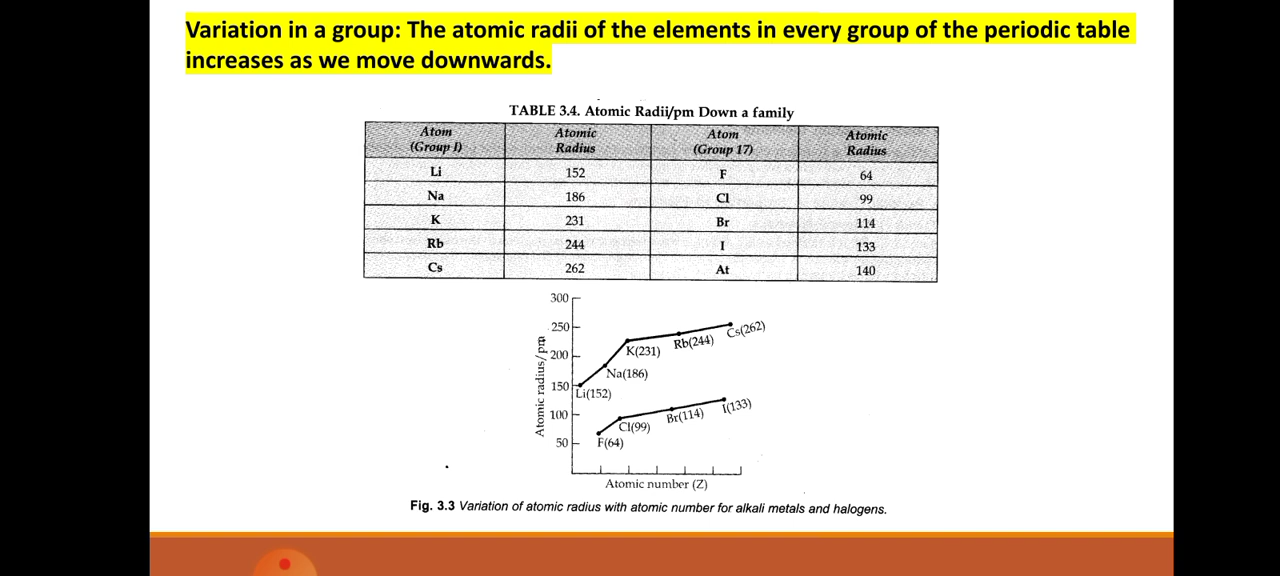 Variation in a group: The atomic radii of the elements in every group of the periodic table
increases as we move downwards.
TABLE 3.4. Atomic Radii/pm Down a family
Atom (Group I) Atomic Radius Atom (Group 17) Atomic Radius
Li 152 F 64
Na 186 Cl 99
K 231 Br 114
Rb 244 I 133
Cs 262 At 140
300
250
200
150
100
50
Atomic radius/pm
Cs(262)
Rb(244)
K(231)
Na(186)
Li(152)
I(133)
Br(114)
Cl(99)
F(64)
Atomic number (Z)
Fig. 3.3 Variation of atomic radius with atomic number for alkali metals and halogens.